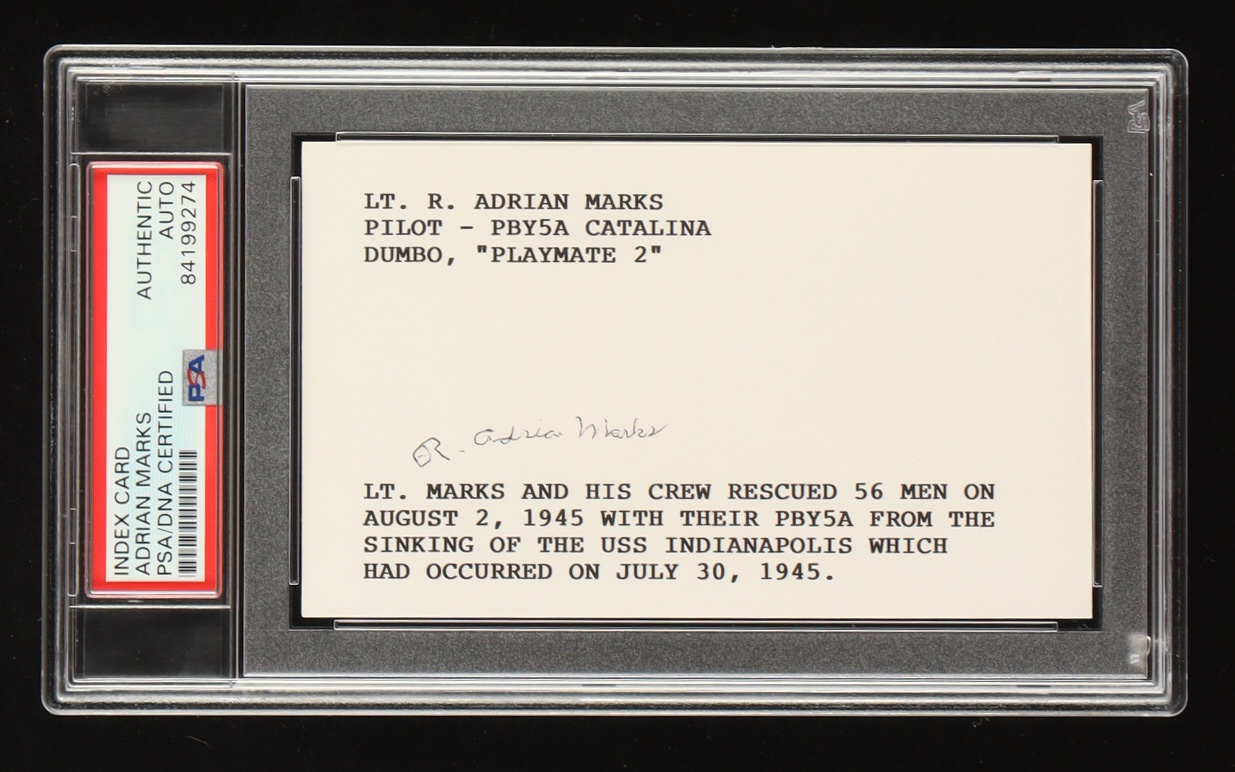 LT. R. ADRIAN MARKS
PILOT - PBY5A CATALINA
DUMBO, "PLAYMATE 2"
R. Adrian Marks
LT. MARKS AND HIS CREW RESCUED 56 MEN ON
AUGUST 2, 1945 WITH THEIR PBY5A FROM THE
SINKING OF THE USS INDIANAPOLIS WHICH
HAD OCCURRED ON JULY 30, 1945.
INDEX CARD
ADRIAN MARKS
PSA/DNA CERTIFIED
AUTHENTIC
AUTO
84199274
PSA